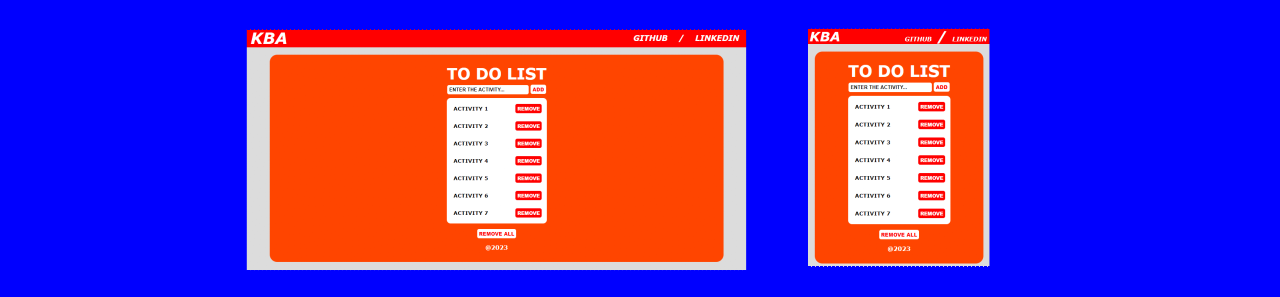 KBA GITHUB / LINKEDIN
TO DO LIST
ENTER THE ACTIVITY... ADD
ACTIVITY 1 REMOVE
ACTIVITY 2 REMOVE
ACTIVITY 3 REMOVE
ACTIVITY 4 REMOVE
ACTIVITY 5 REMOVE
ACTIVITY 6 REMOVE
ACTIVITY 7 REMOVE
REMOVE ALL
@2023
KBA GITHUB / LINKEDIN
TO DO LIST
ENTER THE ACTIVITY... ADD
ACTIVITY 1 REMOVE
ACTIVITY 2 REMOVE
ACTIVITY 3 REMOVE
ACTIVITY 4 REMOVE
ACTIVITY 5 REMOVE
ACTIVITY 6 REMOVE
ACTIVITY 7 REMOVE
REMOVE ALL
@2023